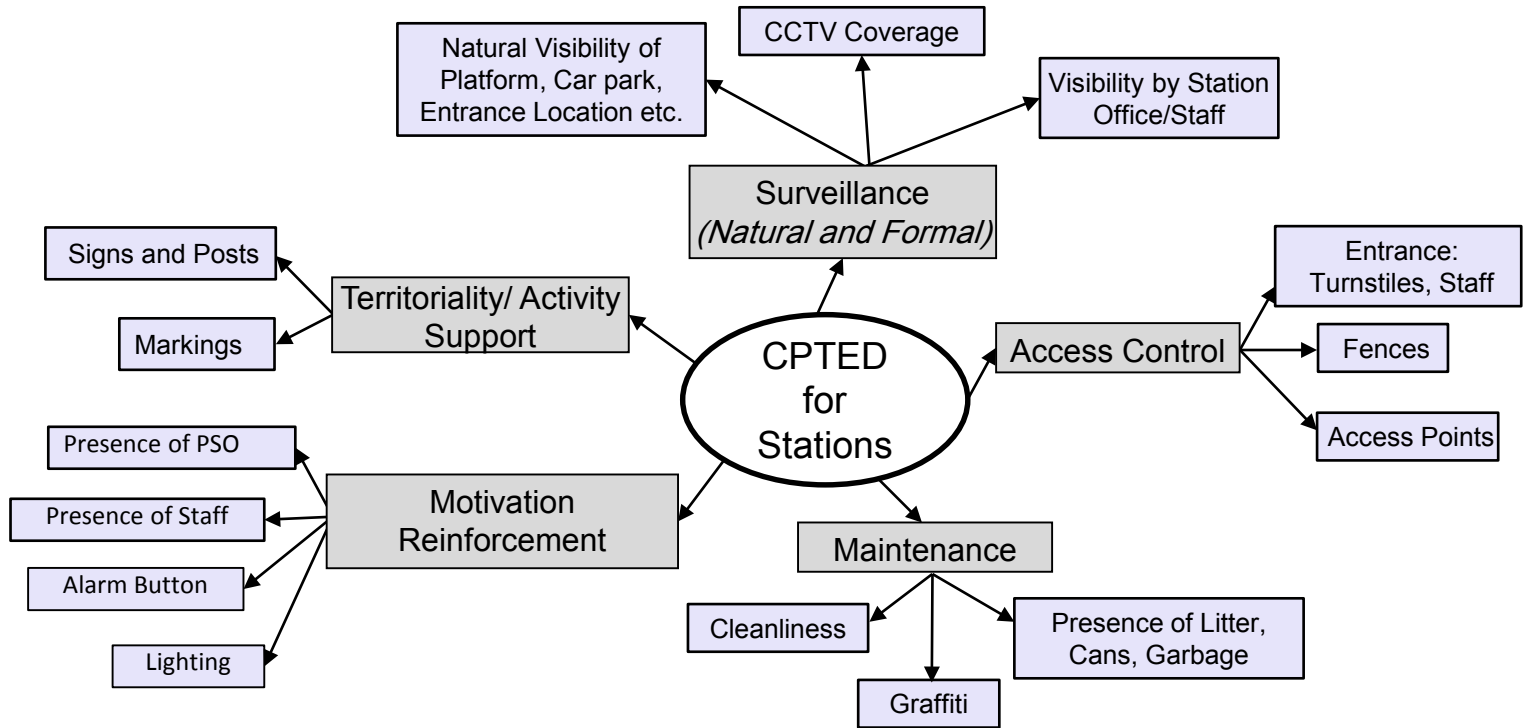 CCTV Coverage
Natural Visibility of
Platform, Car park,
Entrance Location etc.
Visibility by Station
Office/Staff
Surveillance
(Natural and Formal)
Signs and Posts
Markings
Territoriality/ Activity
Support
CPTED
for
Stations
Access Control
Entrance:
Turnstiles, Staff
Fences
Access Points
Presence of PSO
Presence of Staff
Alarm Button
Lighting
Motivation
Reinforcement
Maintenance
Cleanliness
Graffiti
Presence of Litter,
Cans, Garbage